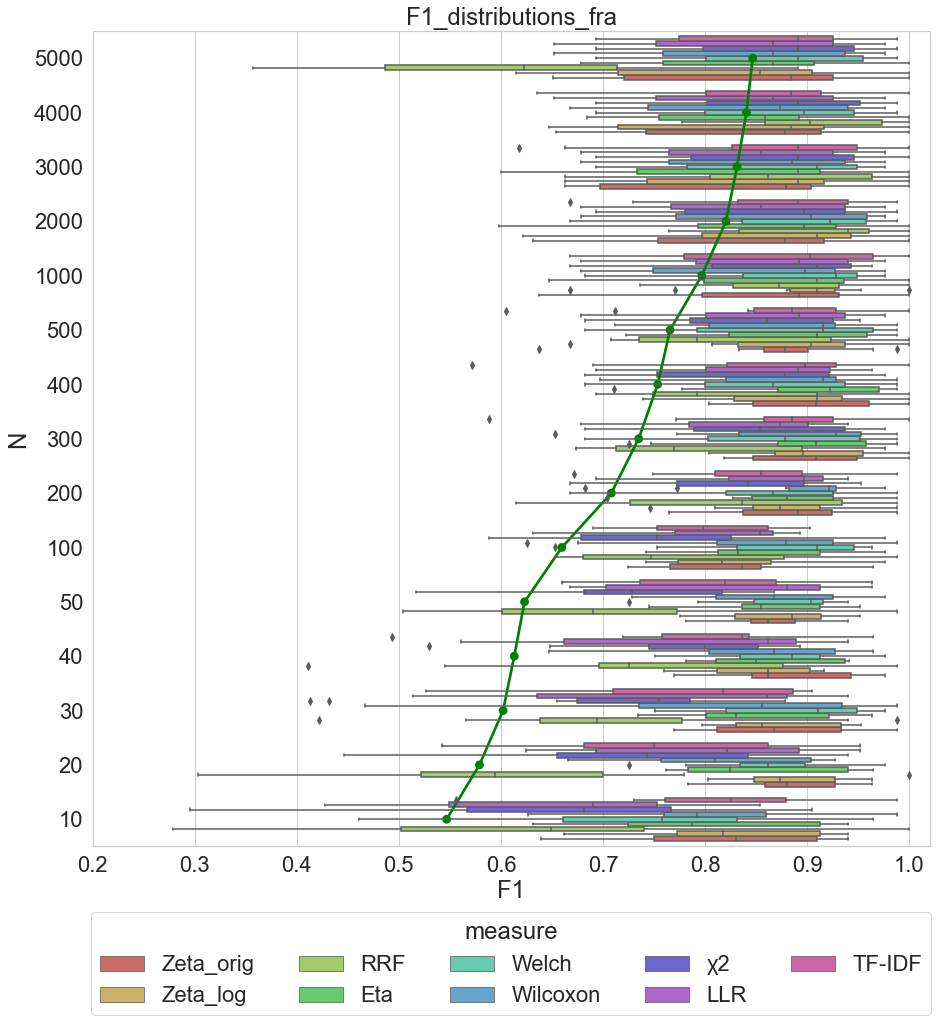 F1_distributions_fra
5000
4000
3000
2000
1000
500
400
300
200
100
50
40
30
20
10
N
0.2 0.3 0.4 0.5 0.6 0.7 0.8 0.9 1.0
F1
measure
Zeta_orig RRF Welch χ2 TF-IDF
Zeta_log Eta Wilcoxon LLR